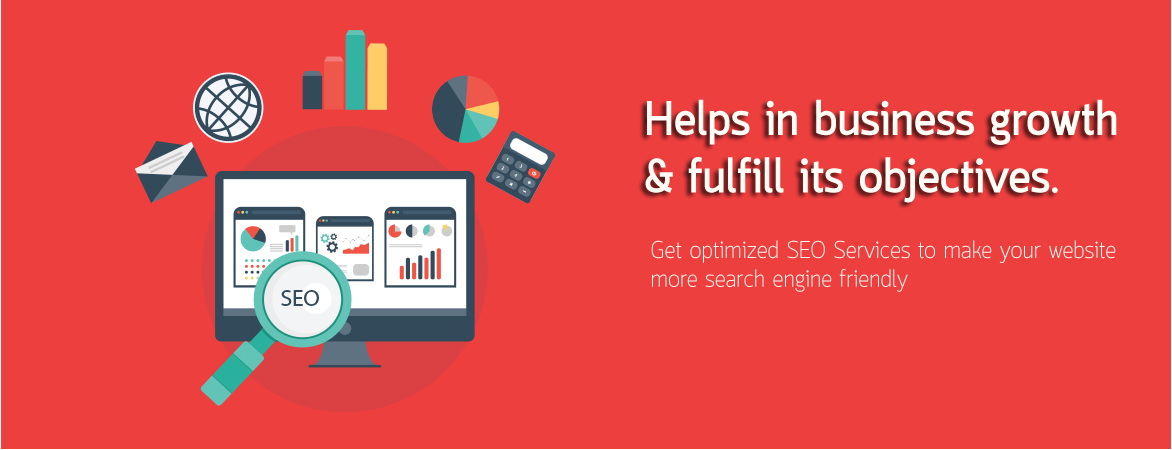 Helps in business growth
& fulfill its objectives.
Get optimized SEO Services to make your website
more search engine friendly
SEO